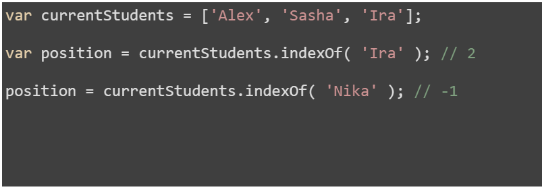 var currentStudents = ['Alex', 'Sasha', 'Ira'];
var position = currentStudents.indexOf( 'Ira' ); // 2
position = currentStudents.indexOf( 'Nika' ); // -1